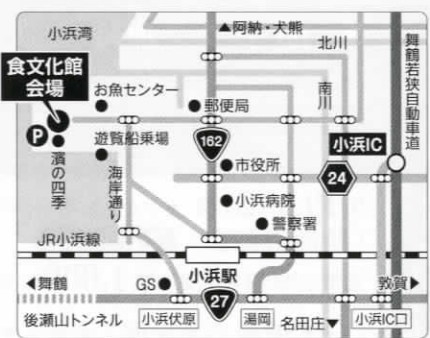 小浜湾
▲阿納・犬熊
北川
舞鶴若狭自動車道
食文化館
会場
お魚センター
郵便局
南川
P
162
小浜IC
遊覧船乗場
市役所
24
濱の四季
海岸通り
小浜病院
警察署
JR小浜線
小浜駅
◀舞鶴
GS
27
敦賀▶
後瀬山トンネル
小浜伏原
湯岡
名田庄▼
小浜IC口